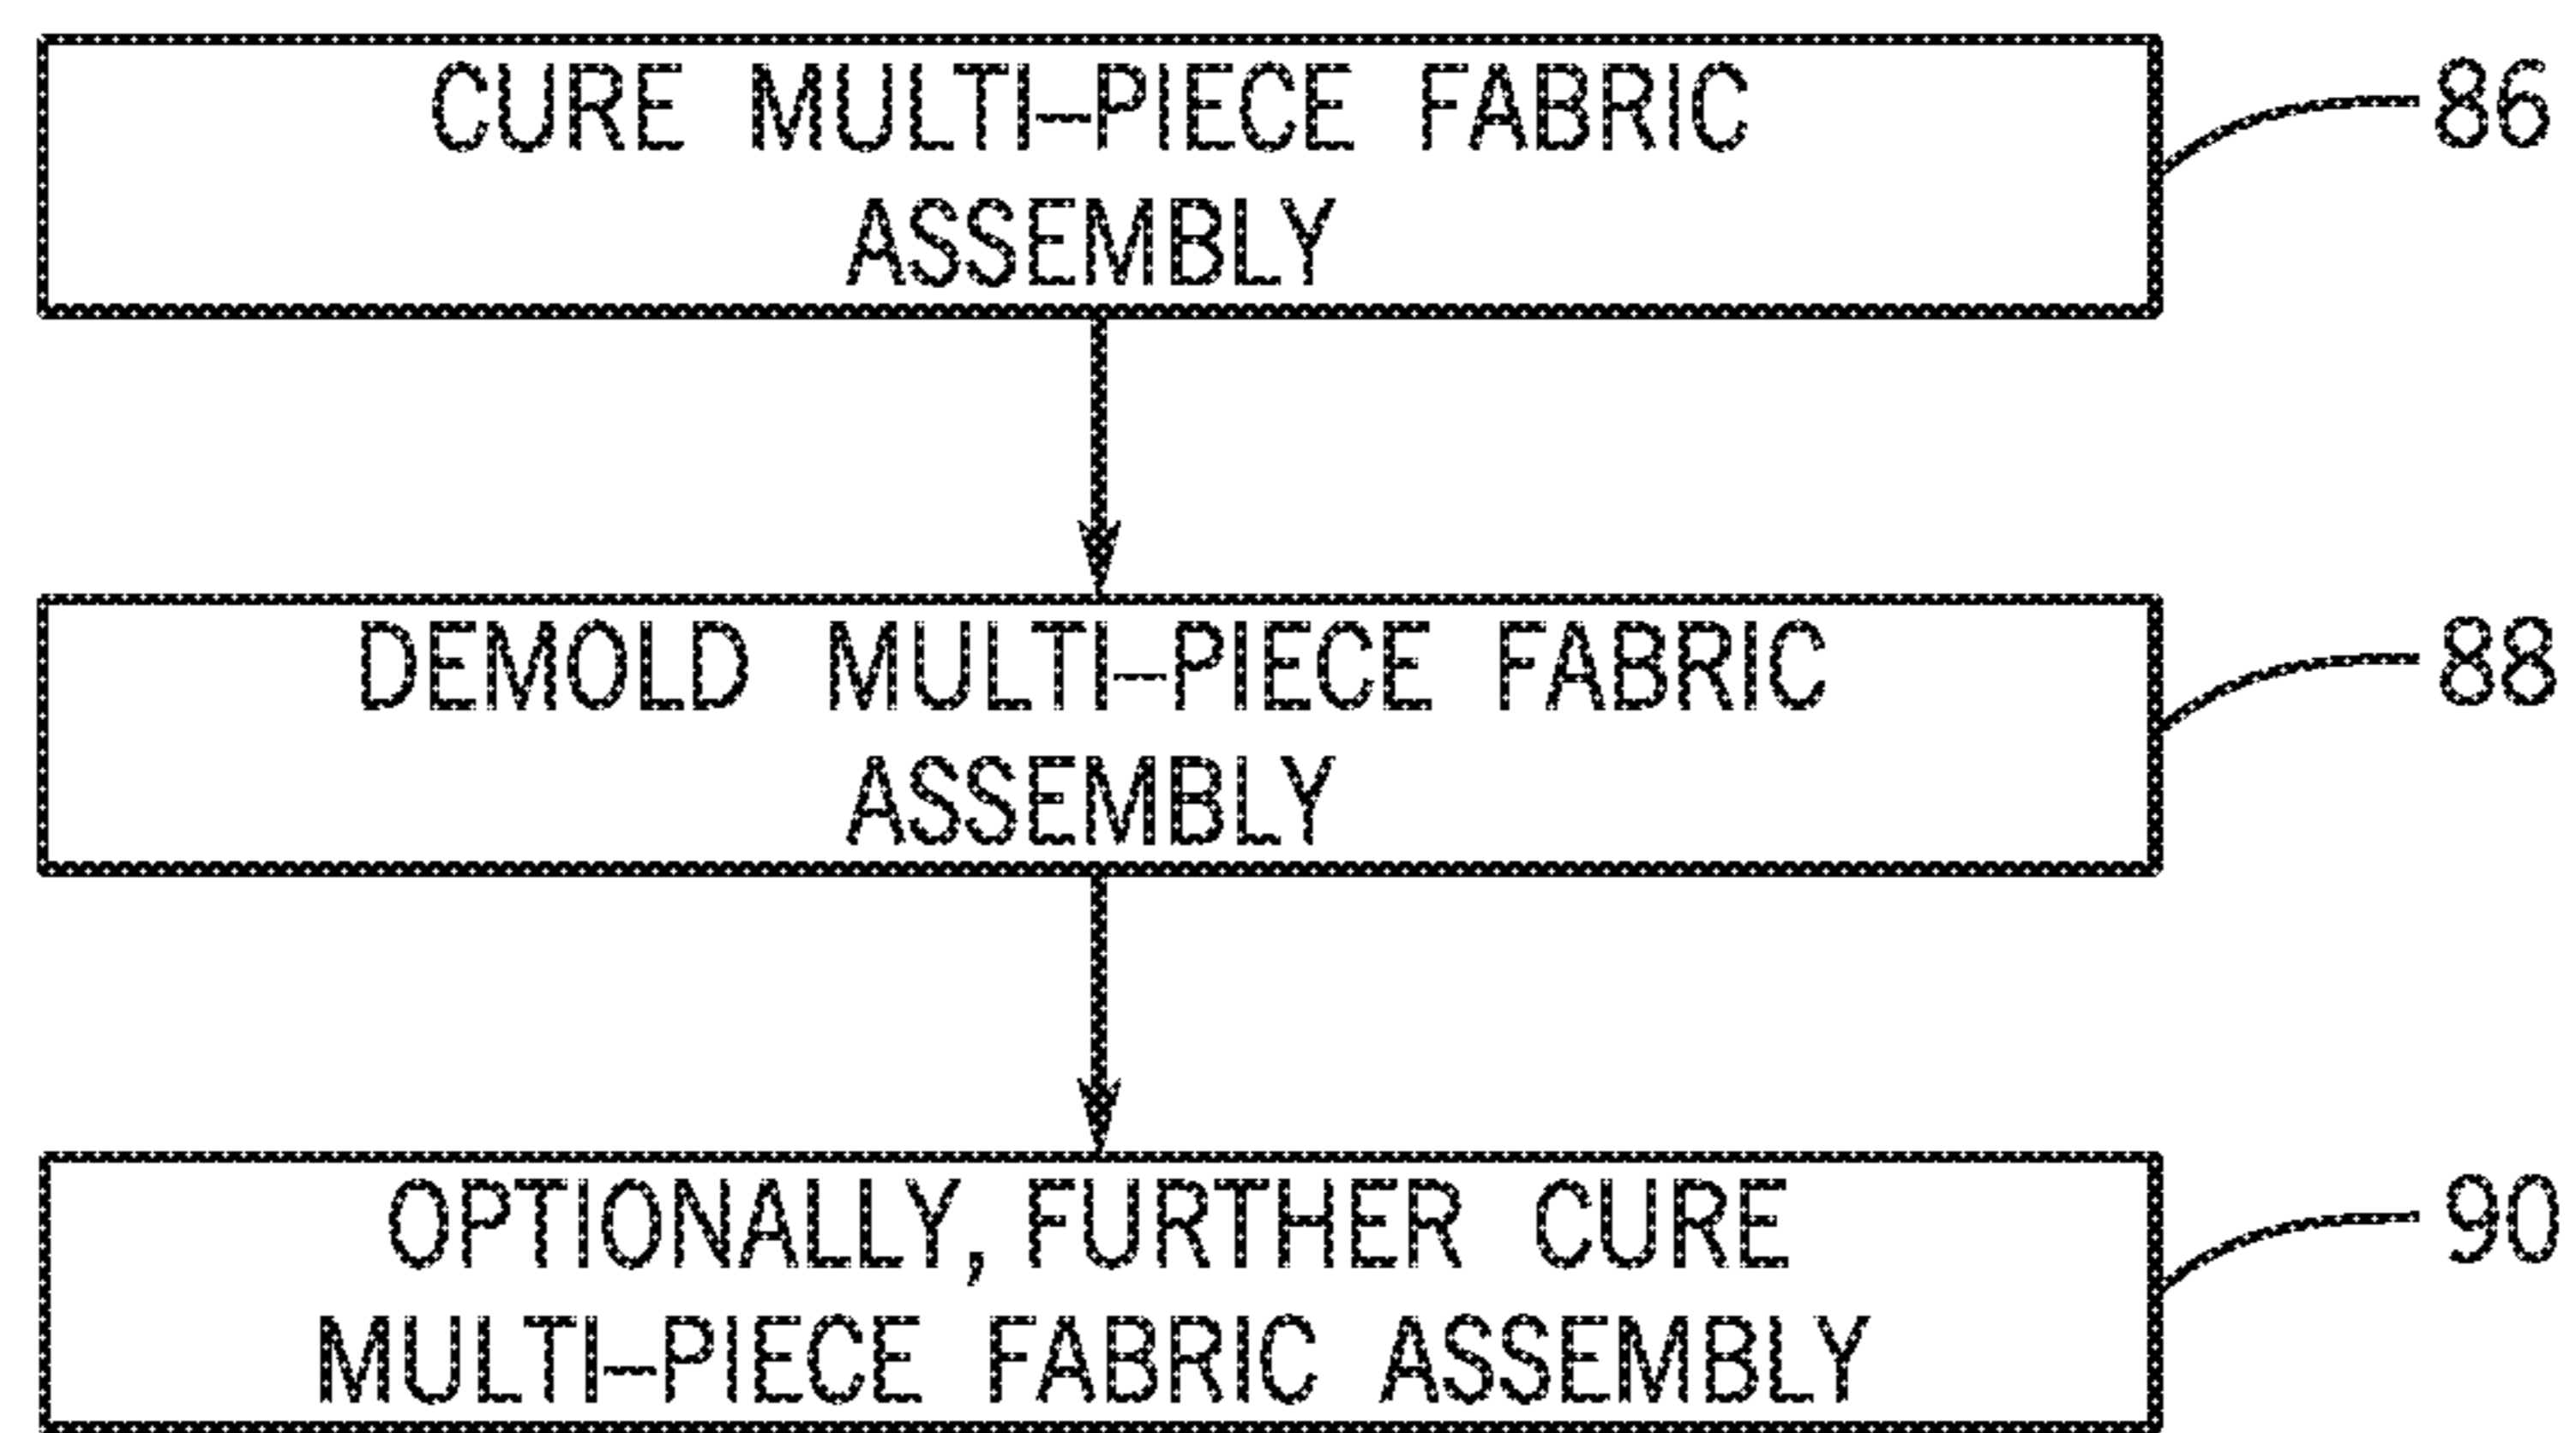 CURE MULTI-PIECE FABRIC
ASSEMBLY
86
DEMOLD MULTI-PIECE FABRIC
ASSEMBLY
88
OPTIONALLY, FURTHER CURE
MULTI-PIECE FABRIC ASSEMBLY
90